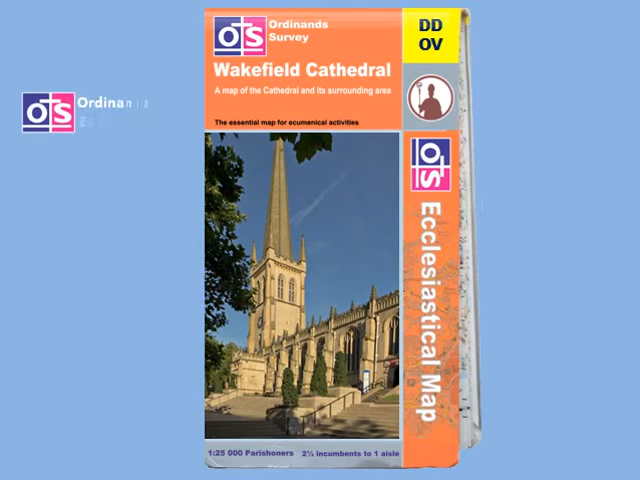 OS
Ordinands
Survey
DD
OV
Wakefield Cathedral
A map of the Cathedral and its surrounding area
The essential map for ecumenical activities
OS
Ecclesiastical Map
1:25 000 Parishoners 2½ incumbents to 1 aisle
OS